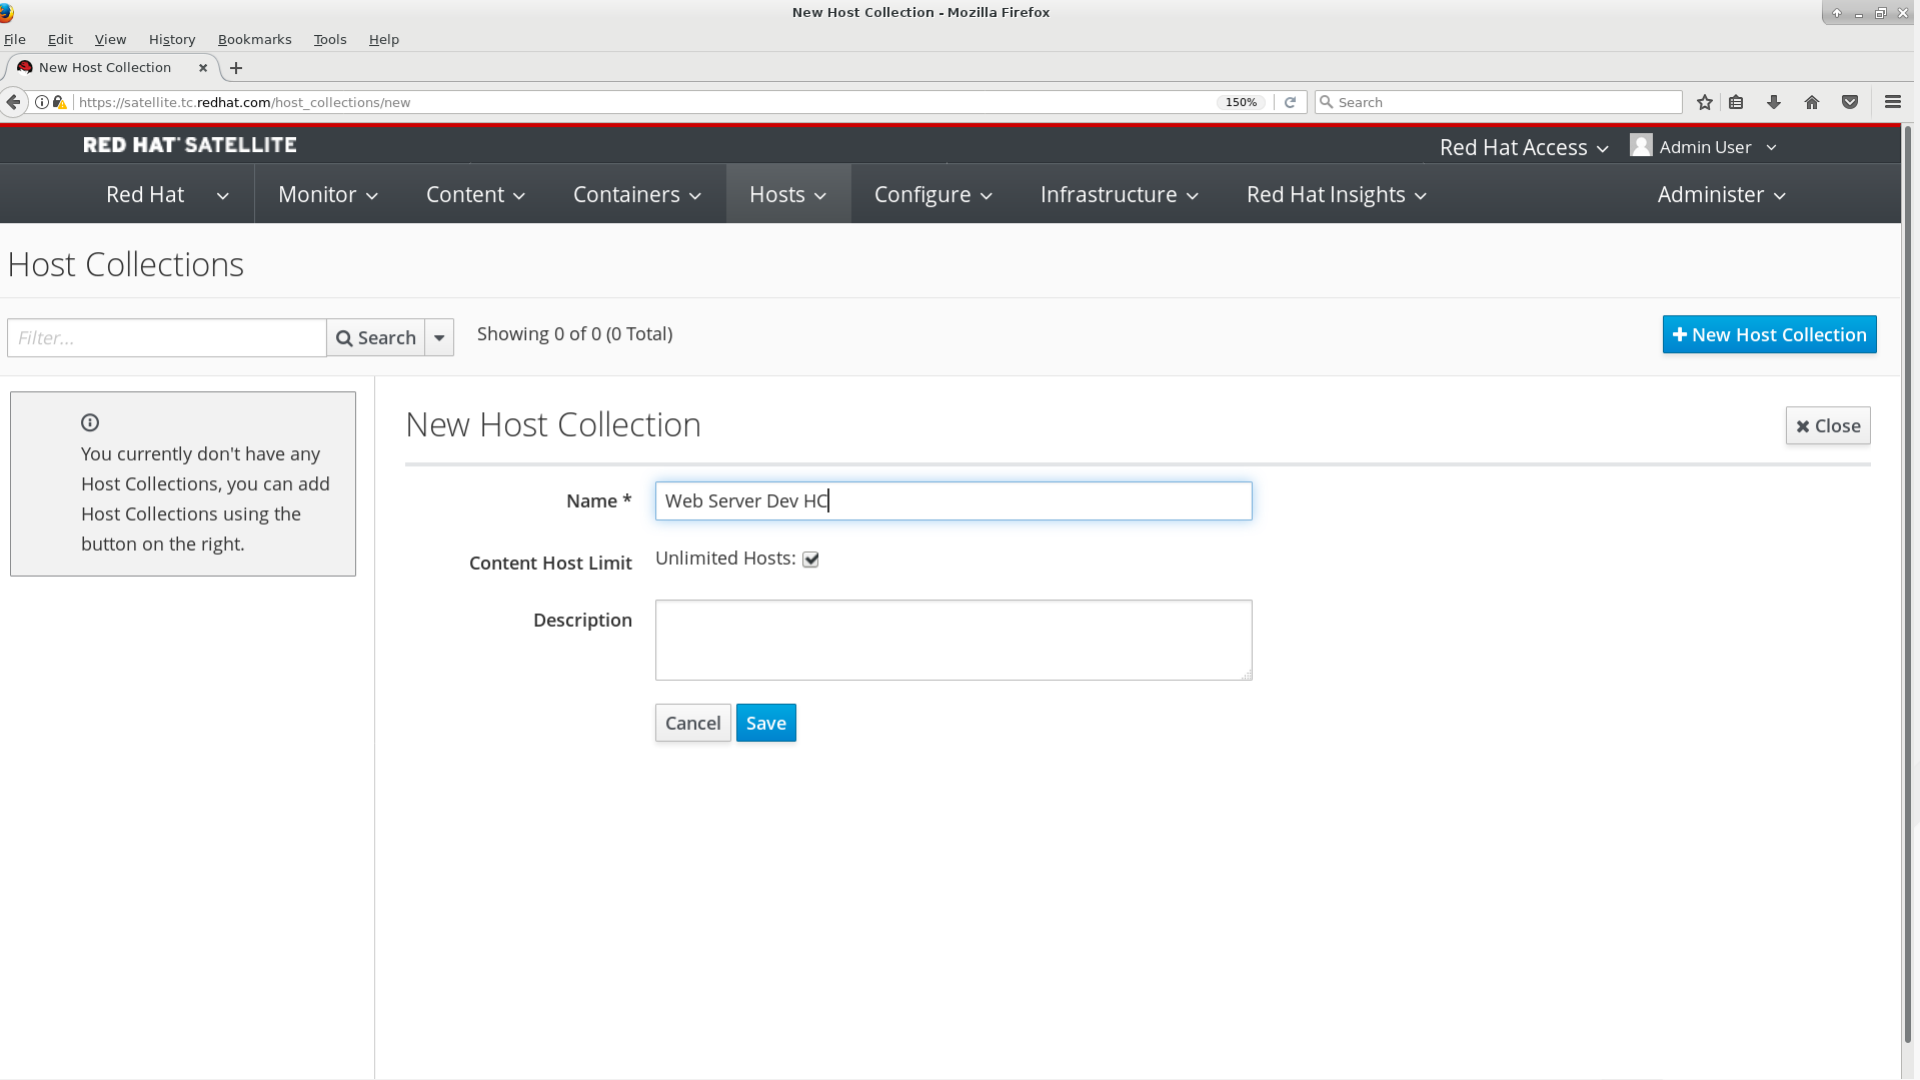 New Host Collection - Mozilla Firefox
File Edit View History Bookmarks Tools Help
New Host Collection
https://satellite.tc.redhat.com/host_collections/new 150% Search
RED HAT SATELLITE Red Hat Access Admin User
Red Hat Monitor Content Containers Hosts Configure Infrastructure Red Hat Insights Administer
Host Collections
Filter... Search Showing 0 of 0 (0 Total) New Host Collection
You currently don't have any
Host Collections, you can add
Host Collections using the
button on the right.
New Host Collection Close
Name * Web Server Dev HC
Content Host Limit Unlimited Hosts:
Description
Cancel Save